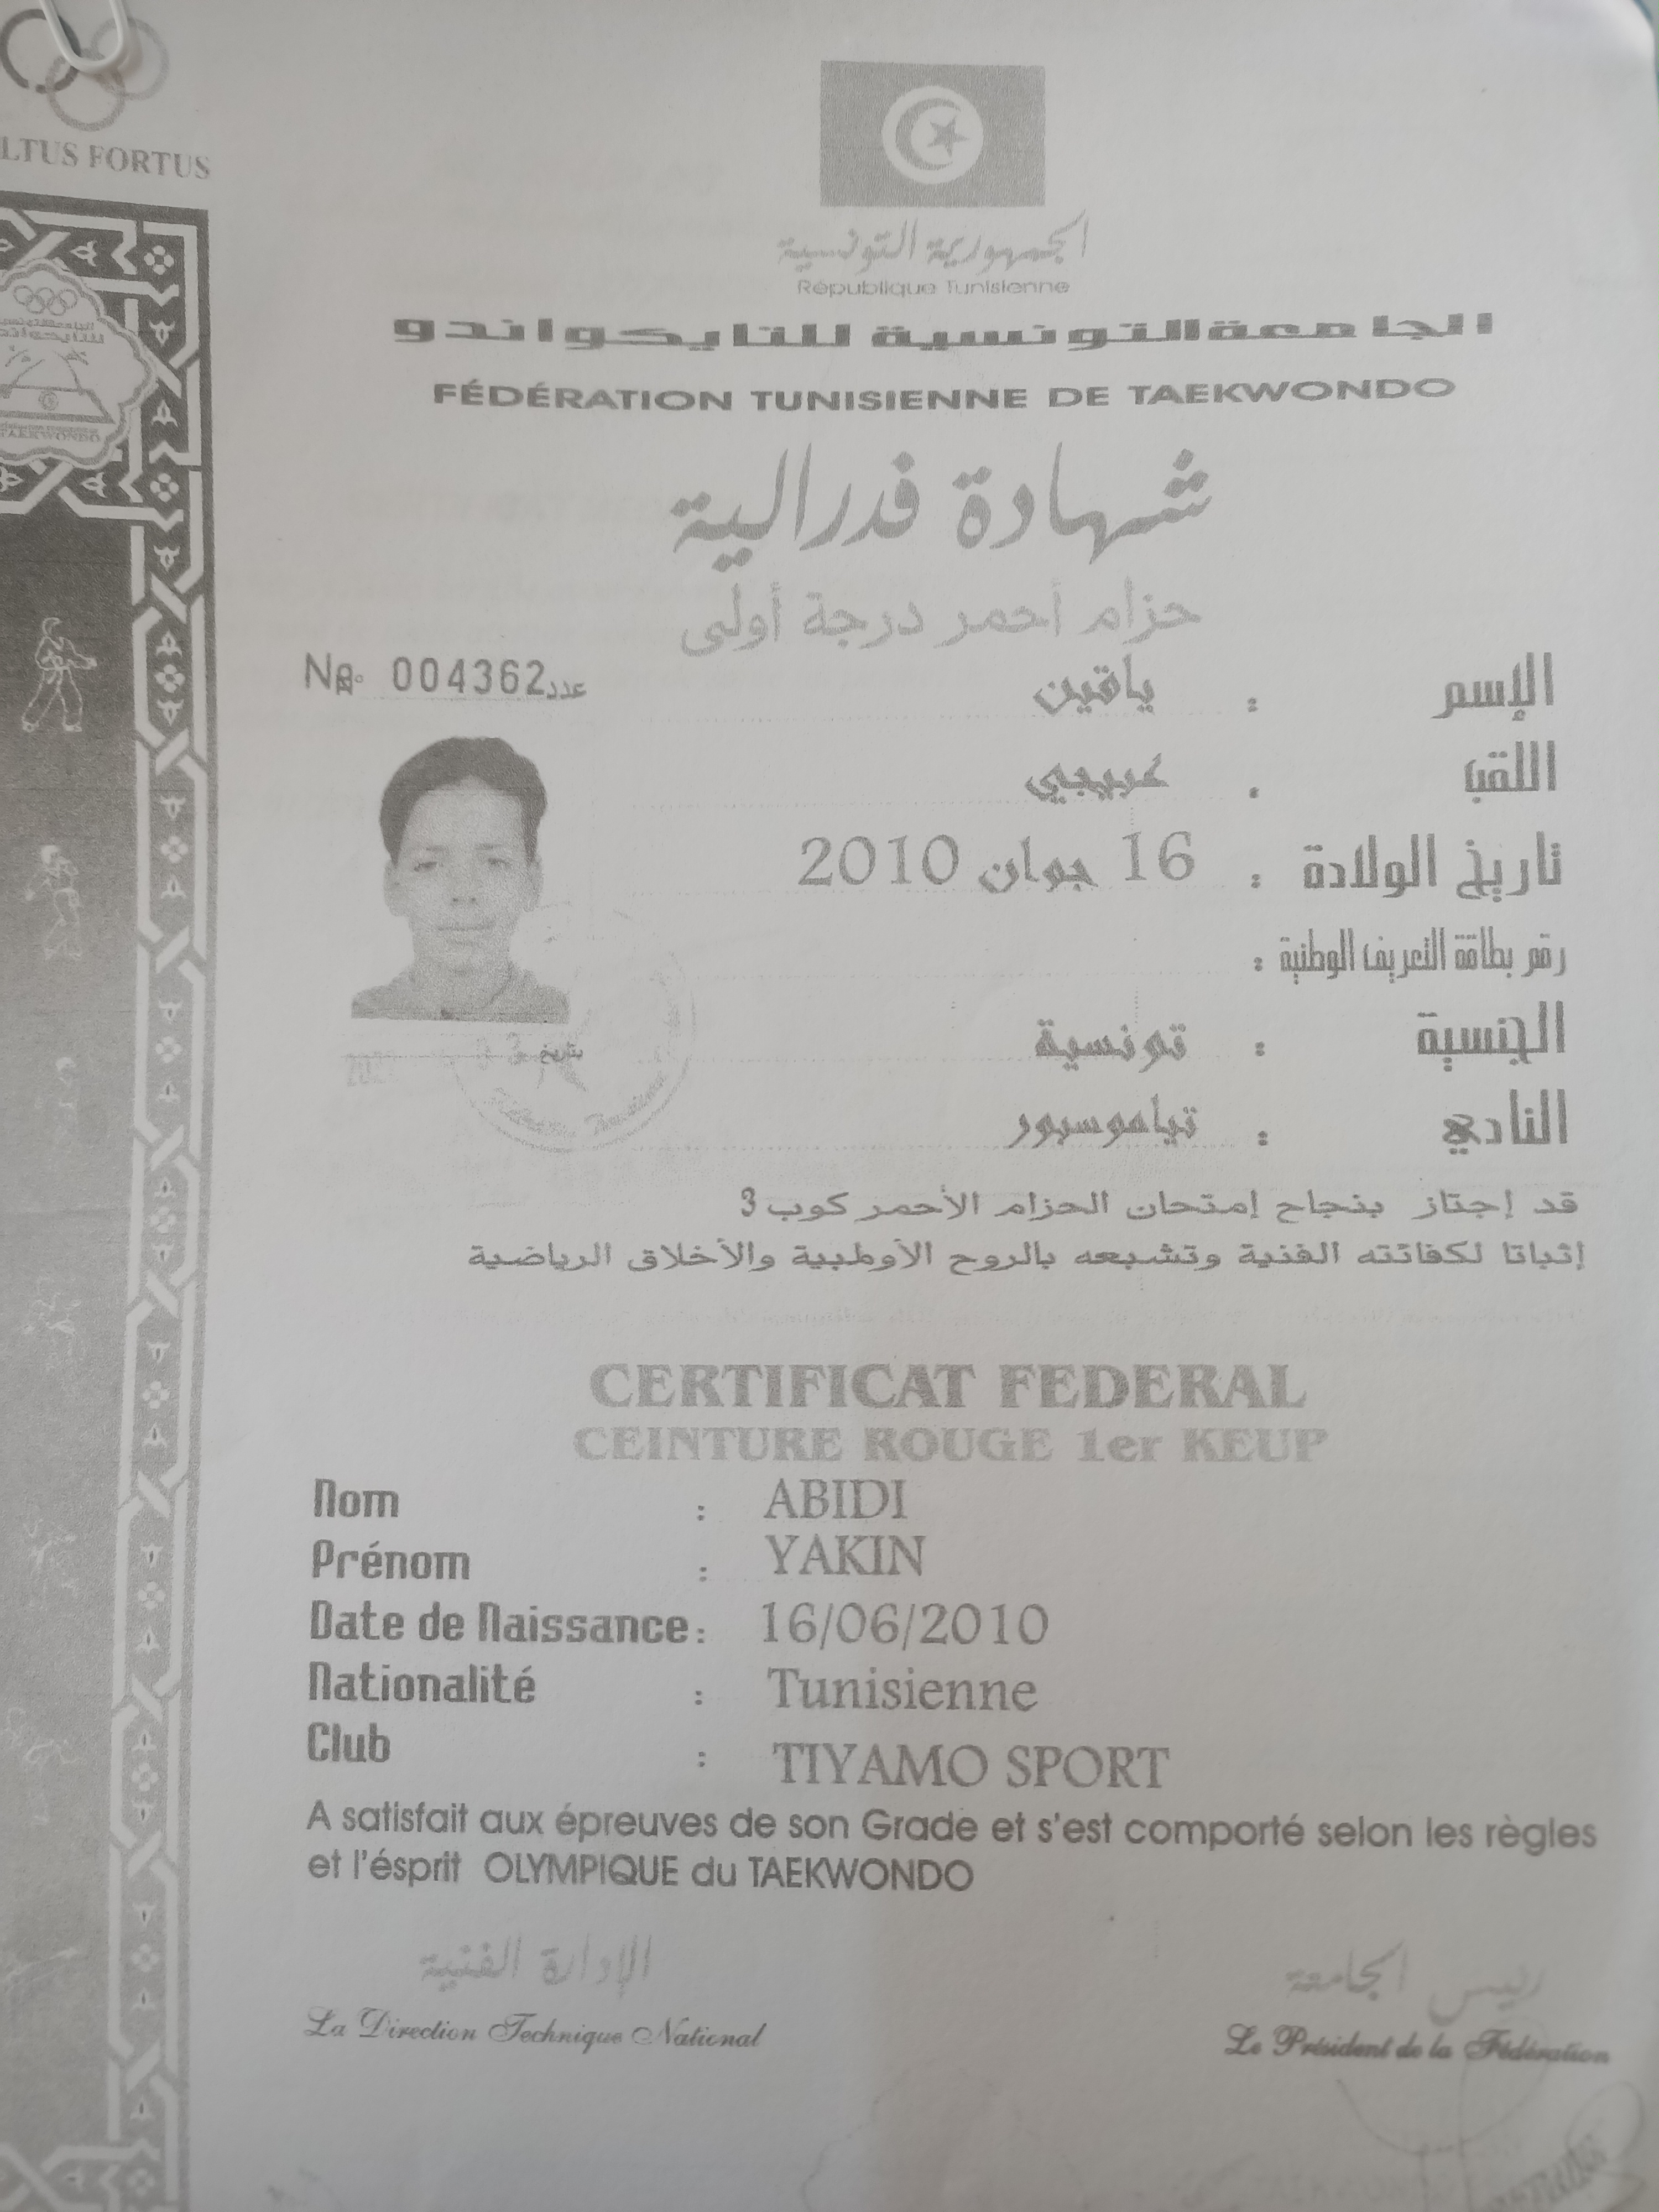 LTUS FORTUS
الجمهورية التونسية
République Tunisienne
الجامعة التونسية للتايكواندو
FÉDÉRATION TUNISIENNE DE TAEKWONDO
شهادة فدرالية
حزام أحمر درجة أولى
004362 عدد
الإسم : ياقين
اللقب :
تاريخ الولادة : 16 جوان 2010
رقم بطاقة التعريف الوطنية :
الجنسية : تونسية
بتاريخ
النادي : تياموسبور
قد إجتاز بنجاح إمتحان الحزام الأحمر كوب 3
إثباتا لكفائته الفنية وتشبعه بالروح الأولمبية والأخلاق الرياضية
CERTIFICAT FEDERAL
CEINTURE ROUGE 1er KEUP
Nom : ABIDI
Prénom : YAKIN
Date de Naissance : 16/06/2010
Nationalité : Tunisienne
Club : TIYAMO SPORT
A satisfait aux épreuves de son Grade et s'est comporté selon les règles
et l'ésprit OLYMPIQUE du TAEKWONDO
الإدارة الفنية
La Direction Technique National
رئيس الجامعة
Le Président de la Fédération